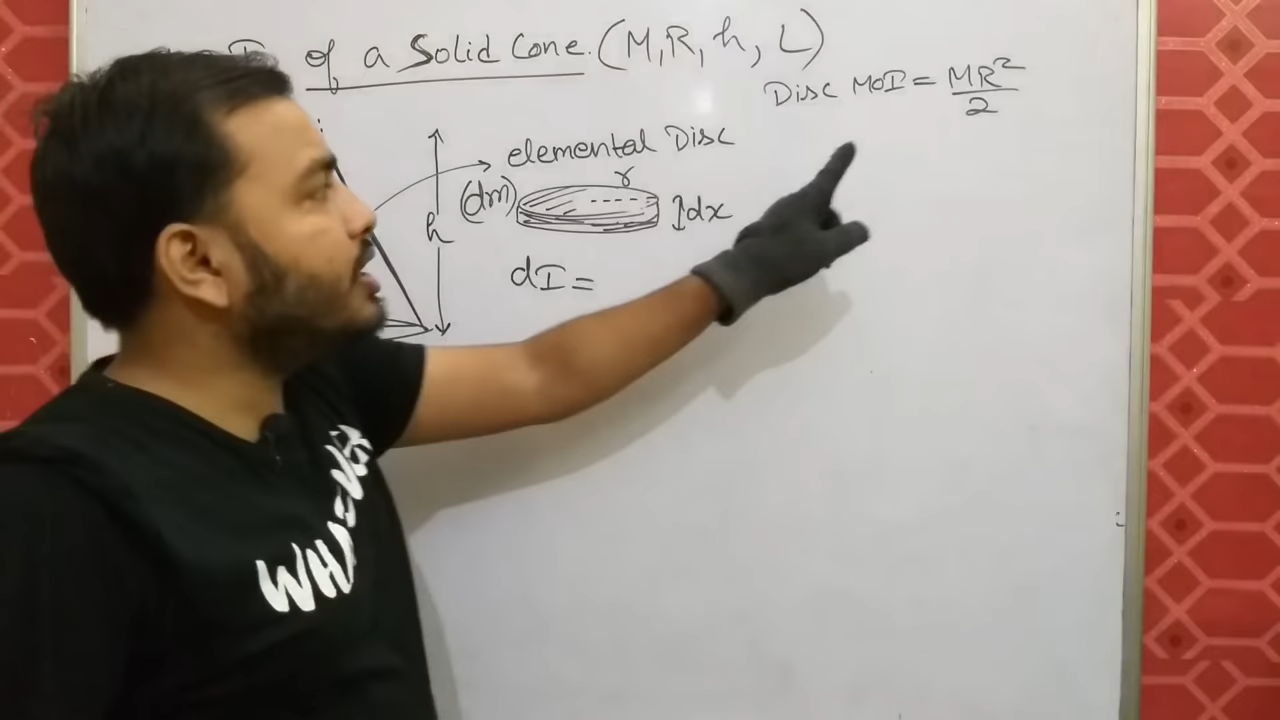 of a Solid Cone. (M, R, h, L)
Disc MOI = MR²/2
elemental Disc
(dm)
r
dx
h
dI =